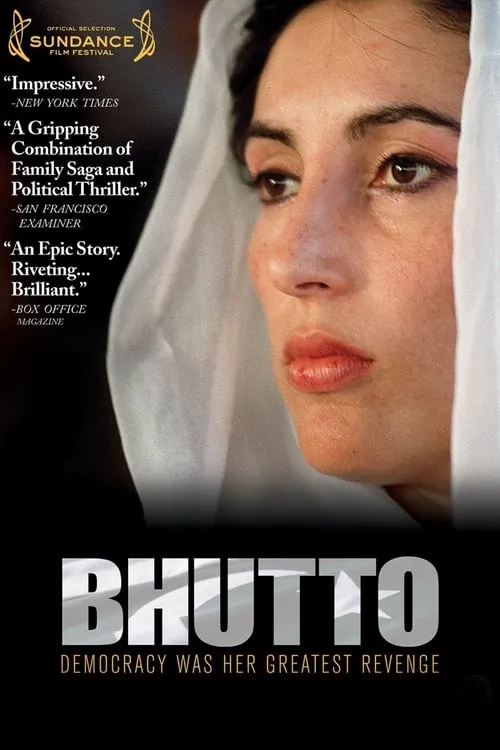 OFFICIAL SELECTION
SUNDANCE
FILM FESTIVAL
“Impressive.”
-NEW YORK TIMES
“A Gripping
Combination of
Family Saga and
Political Thriller.”
-SAN FRANCISCO
EXAMINER
“An Epic Story.
Riveting...
Brilliant.”
-BOX OFFICE
MAGAZINE
BHUTTO
DEMOCRACY WAS HER GREATEST REVENGE